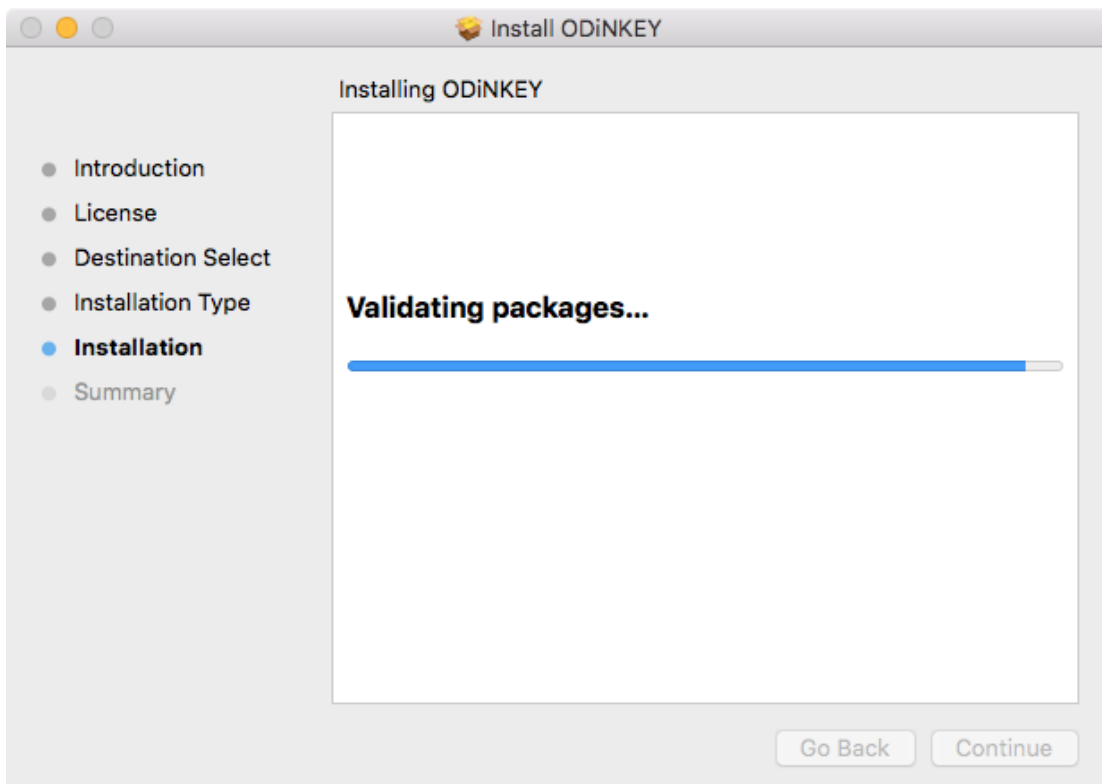 Install ODiNKEY
Installing ODiNKEY
Introduction
License
Destination Select
Installation Type
Installation
Summary
Validating packages...
Go Back
Continue